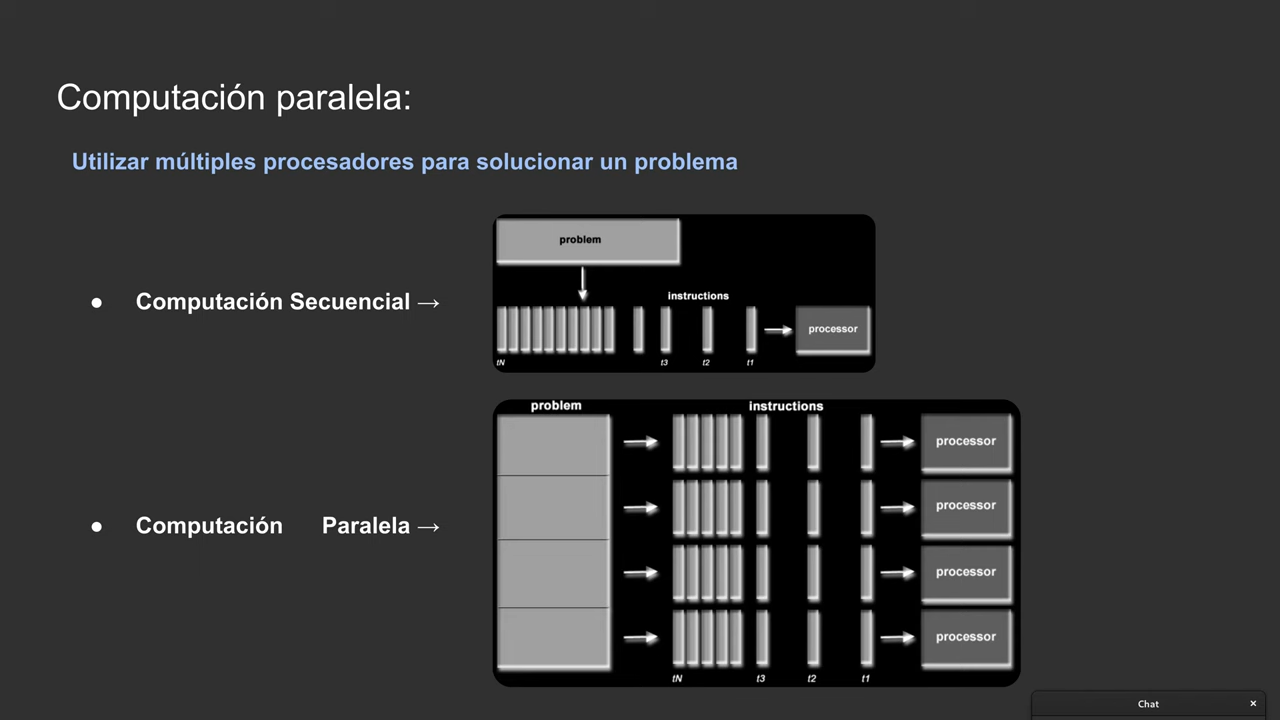 Computación paralela:
Utilizar múltiples procesadores para solucionar un problema
● Computación Secuencial →
problem
instructions
processor
tN t3 t2 t1
● Computación Paralela →
problem instructions
processor
processor
processor
processor
tN t3 t2 t1
Chat ×